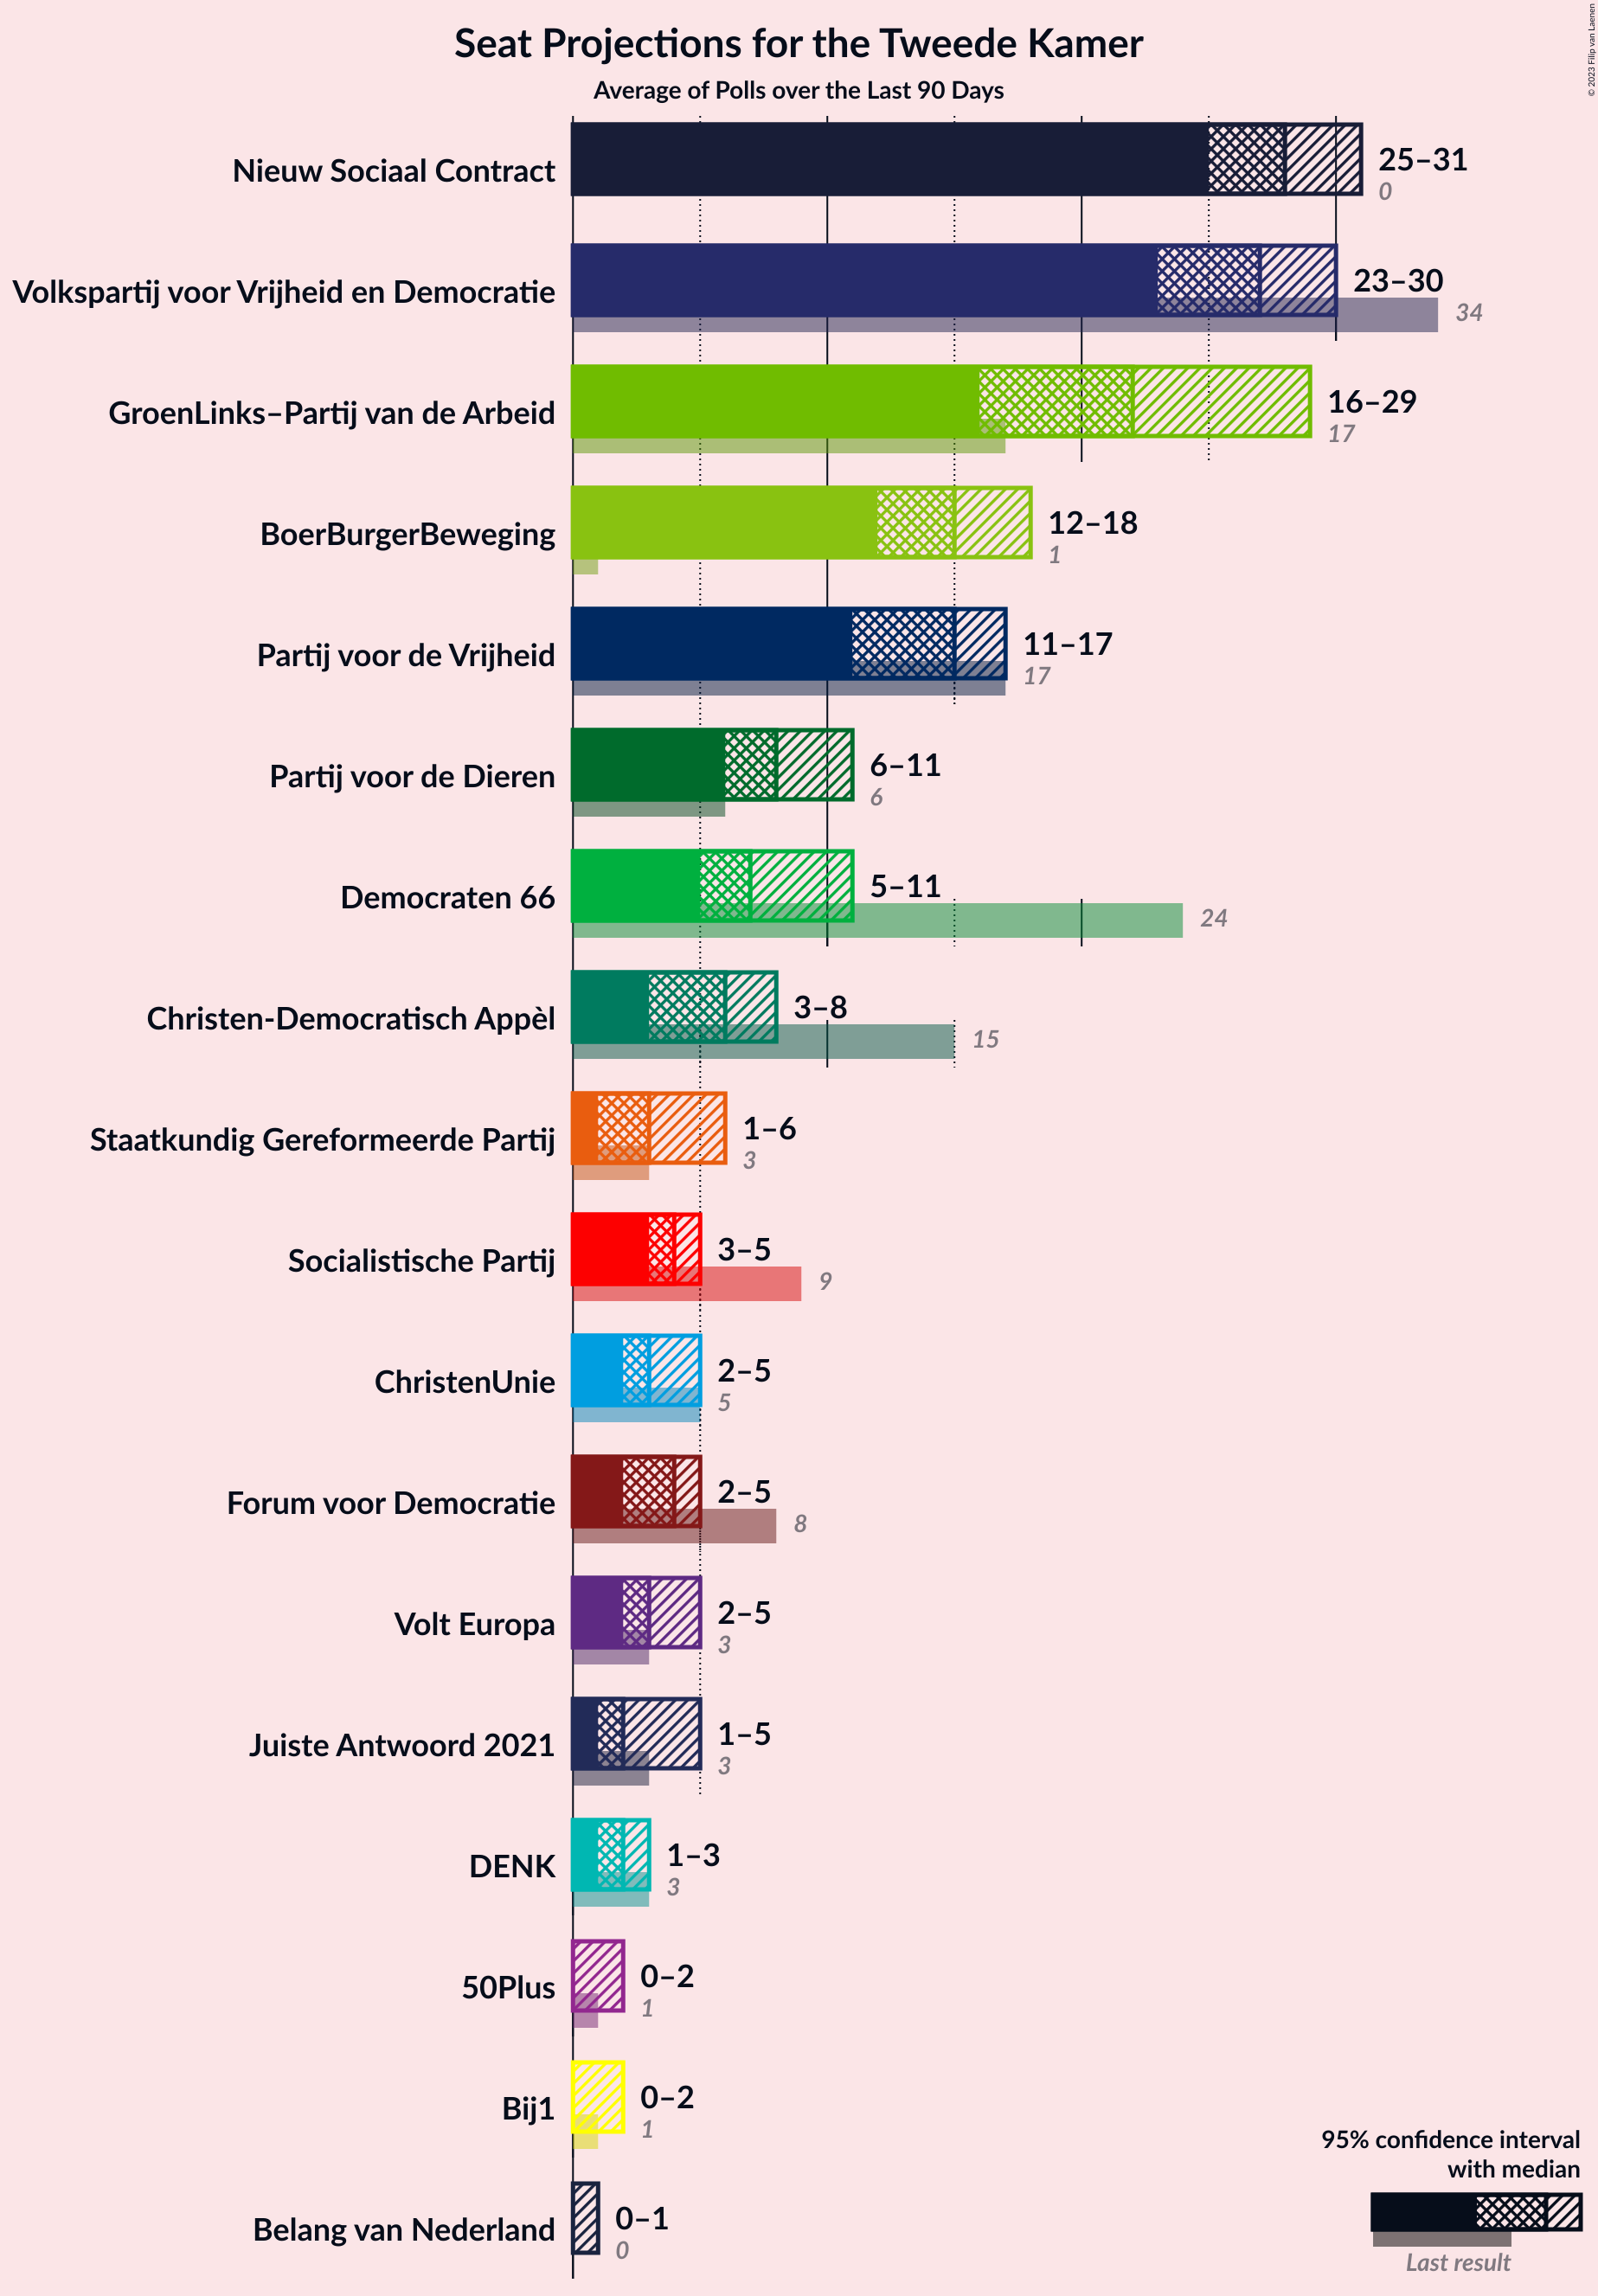 Seat Projections for the Tweede Kamer
Average of Polls over the Last 90 Days
© 2023 Filip van Laenen
Nieuw Sociaal Contract
25–31
0
Volkspartij voor Vrijheid en Democratie
23–30
34
GroenLinks–Partij van de Arbeid
16–29
17
BoerBurgerBeweging
12–18
1
Partij voor de Vrijheid
11–17
17
Partij voor de Dieren
6–11
6
Democraten 66
5–11
24
Christen-Democratisch Appèl
3–8
15
Staatkundig Gereformeerde Partij
1–6
3
Socialistische Partij
3–5
9
ChristenUnie
2–5
5
Forum voor Democratie
2–5
8
Volt Europa
2–5
3
Juiste Antwoord 2021
1–5
3
DENK
1–3
3
50Plus
0–2
1
Bij1
0–2
1
Belang van Nederland
0–1
0
95% confidence interval
with median
Last result